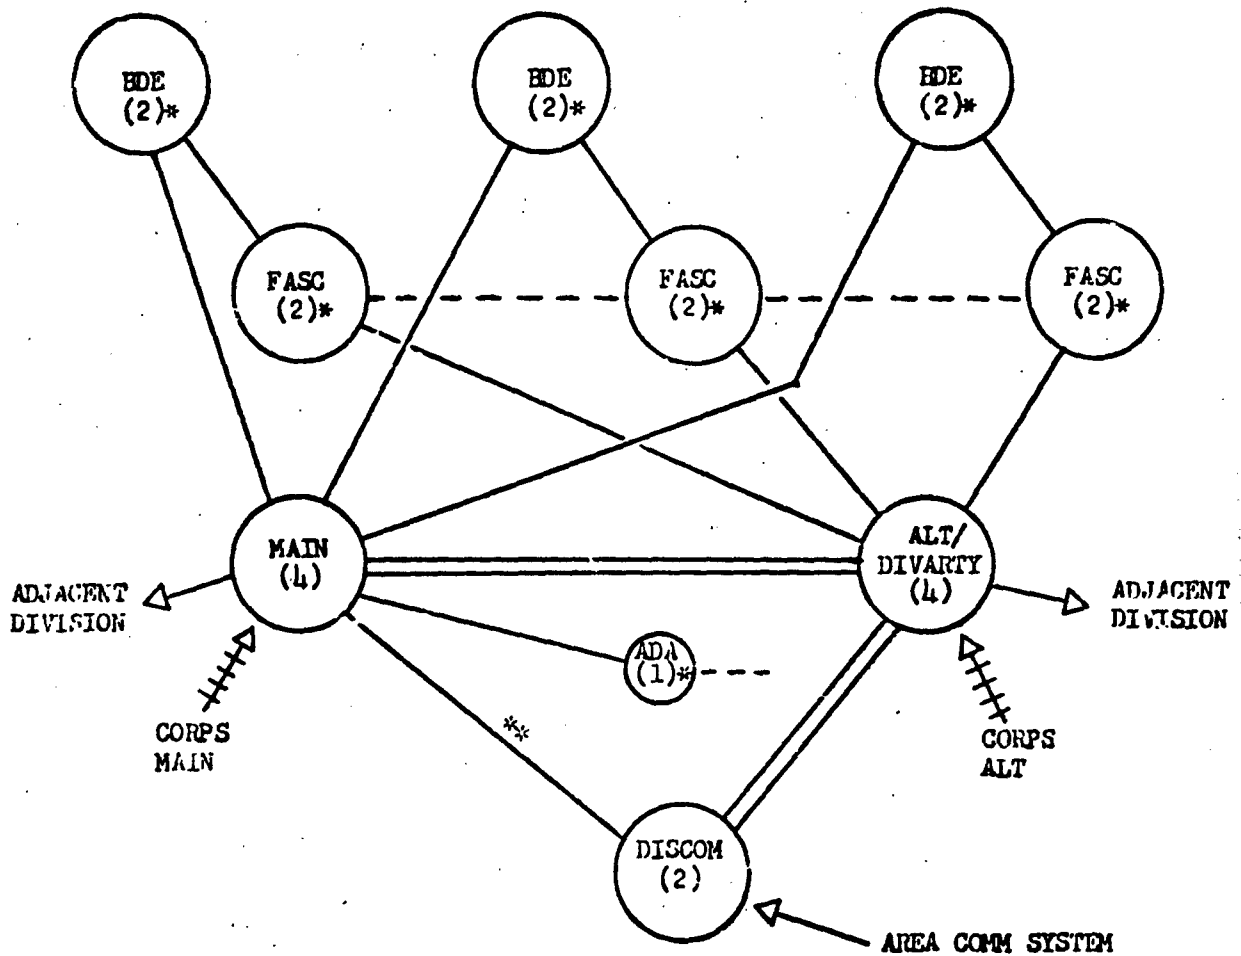 BDE
(2)*
BDE
(2)*
BDE
(2)*
FASC
(2)*
FASC
(2)*
FASC
(2)*
MAIN
(4)
ALT/
DIVARTY
(4)
ADJACENT
DIVISION
ADJACENT
DIVISION
ADA
(1)*
CORPS
MAIN
**
CORPS
ALT
DISCOM
(2)
AREA COMM SYSTEM